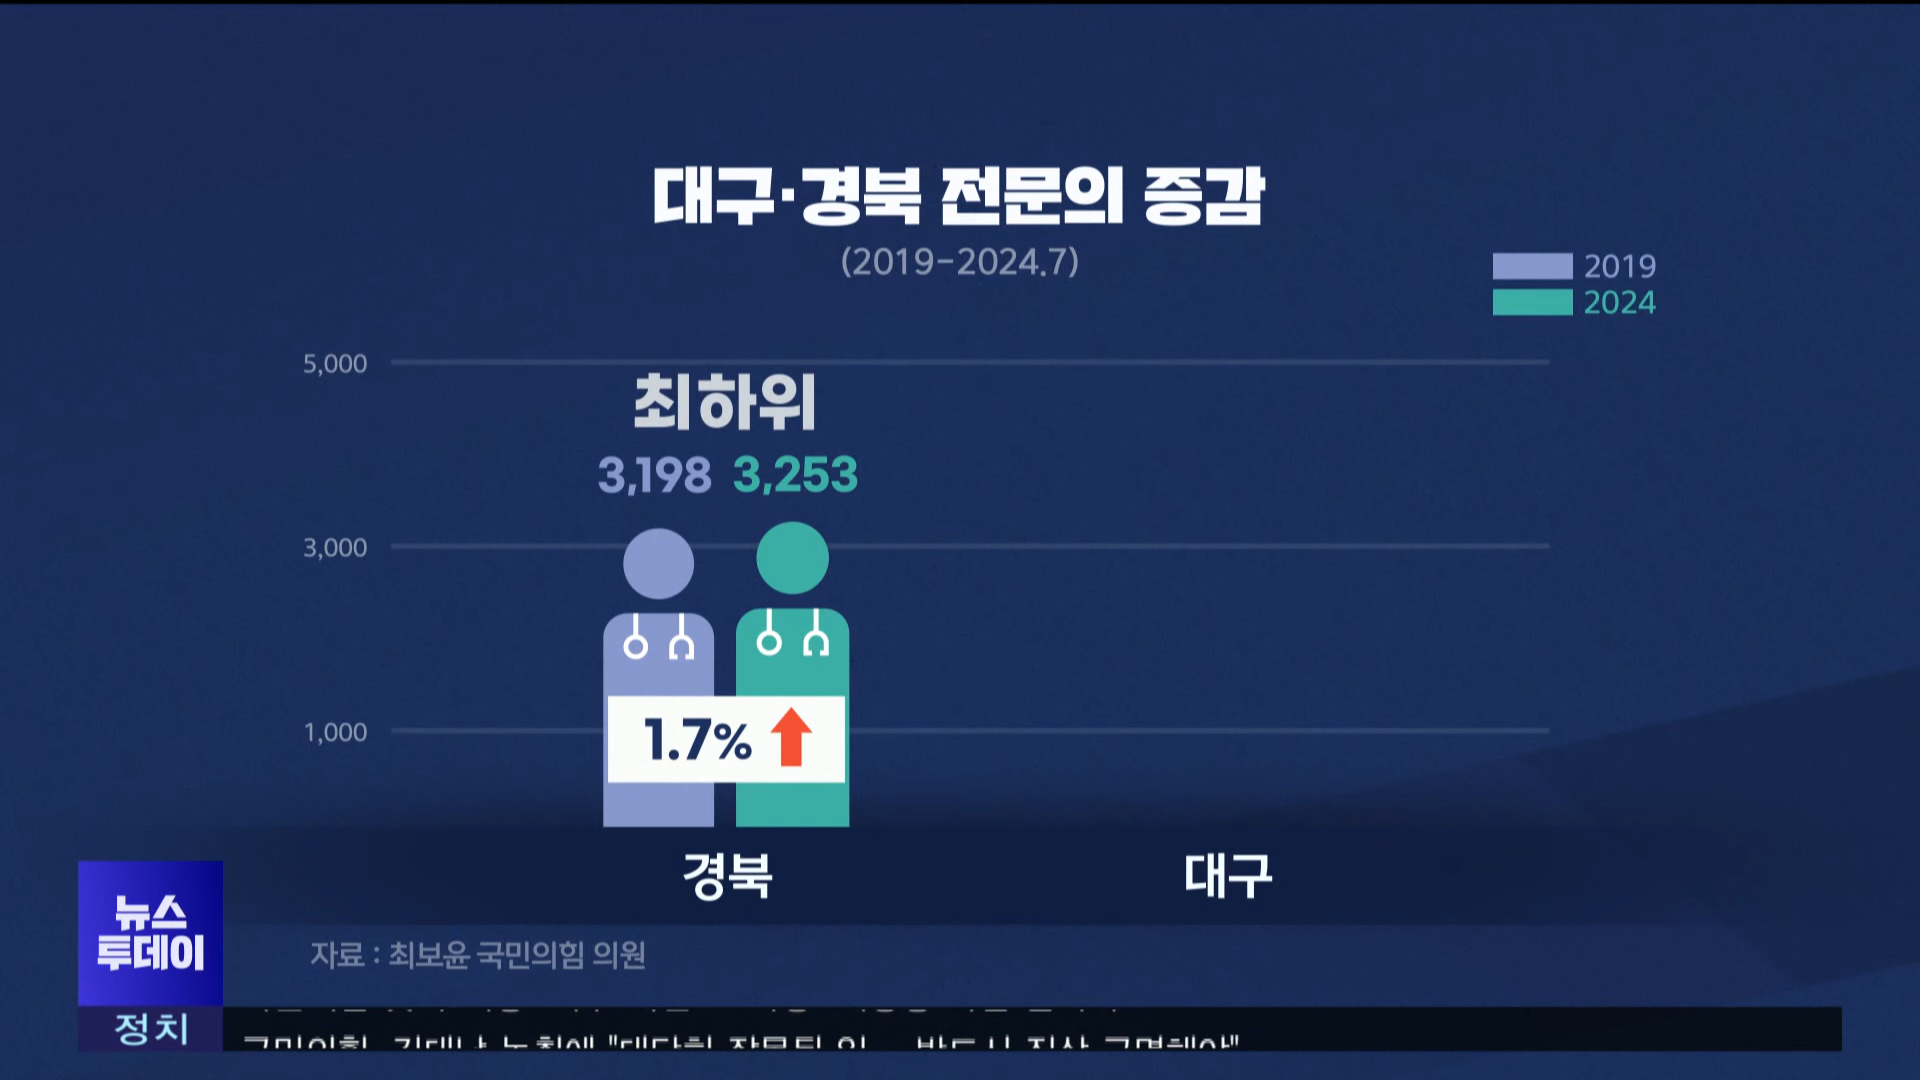 대구·경북 전문의 증감
(2019-2024.7)
2019
2024
5,000
최하위
3,198 3,253
3,000
1.7%
1,000
경북 대구
뉴스
투데이
자료 : 최보윤 국민의힘 의원
정치